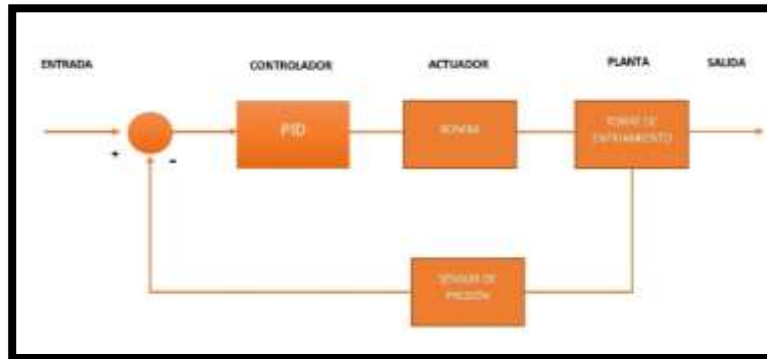 ENTRADA
CONTROLADOR
ACTUADOR
PLANTA
SALIDA
PID
BOMBA
TORRE DE
ENFRIAMIENTO
+
-
SENSOR DE
PRESIÓN